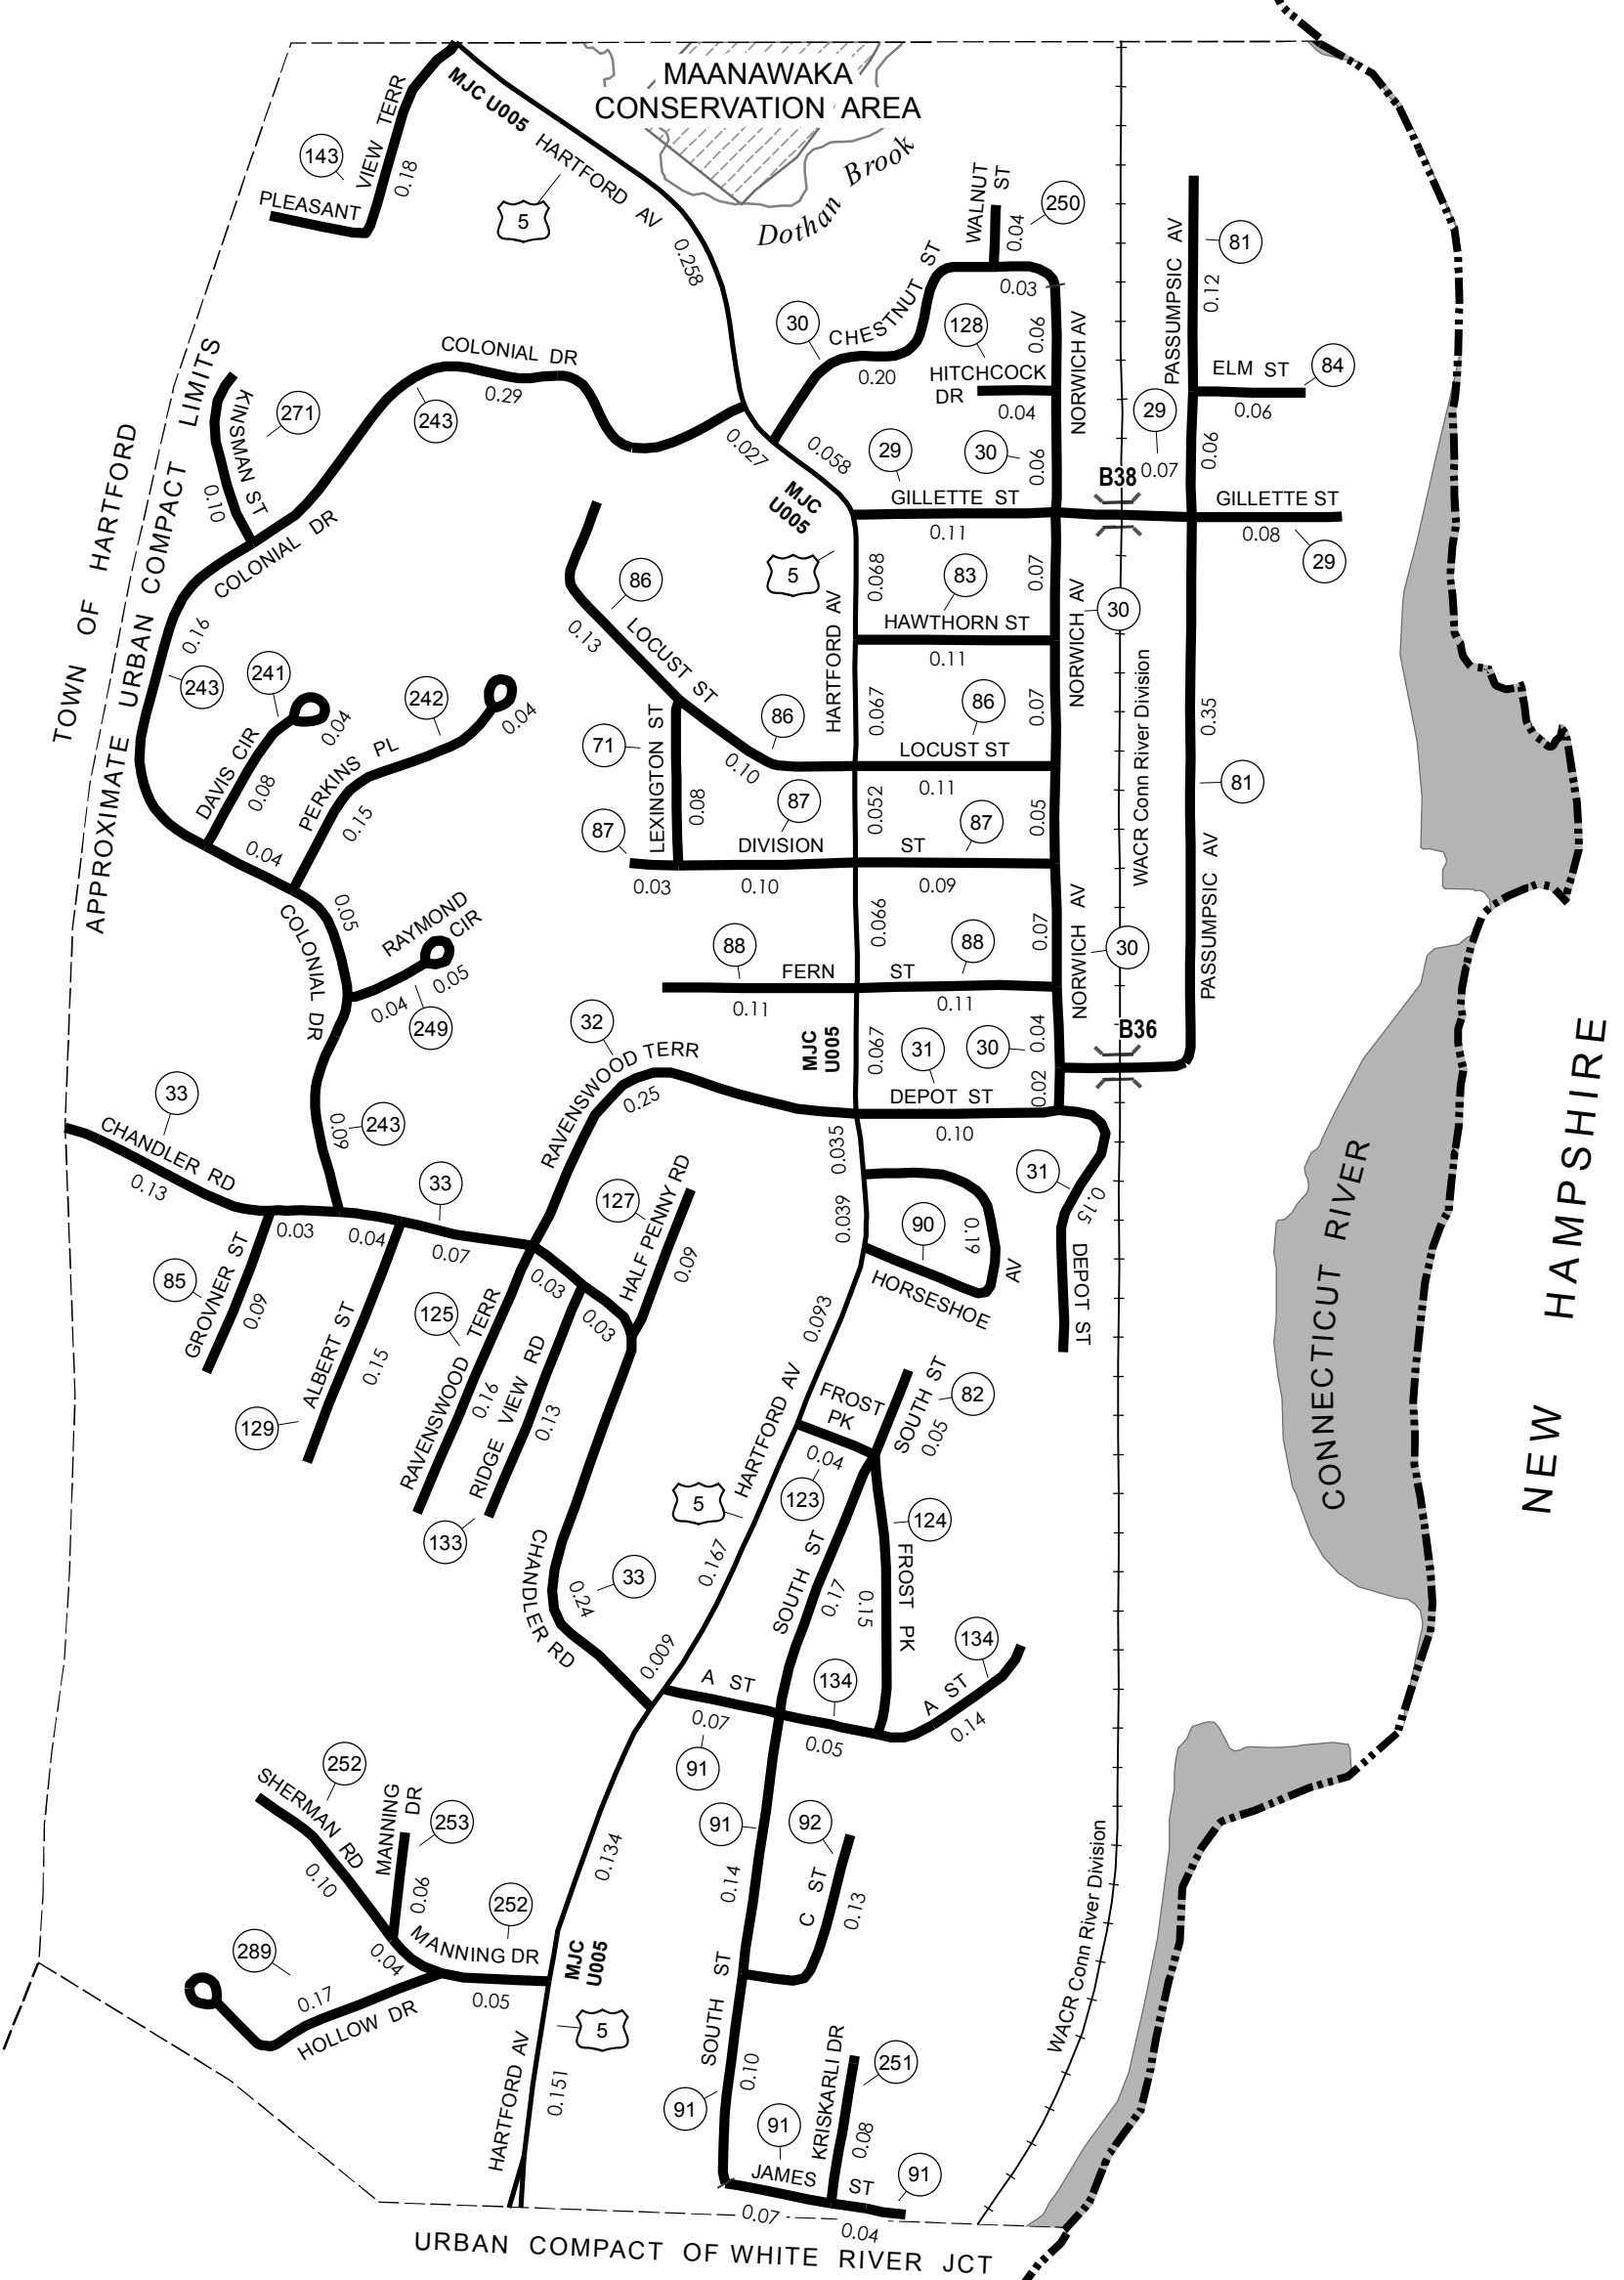 MAANAWAKA
CONSERVATION AREA
Dothan Brook
MJC U005
HARTFORD AV
5
0.258
143
VIEW TERR
PLEASANT
0.18
WALNUT
ST
0.04
250
CHESTNUT ST
30
0.20
0.03
128
HITCHCOCK
DR
0.04
0.06
NORWICH AV
30
0.06
PASSUMPSIC AV
81
0.12
ELM ST
84
0.06
29
0.07
0.06
B38
GILLETTE ST
0.08
29
COLONIAL DR
0.29
243
0.027
0.058
29
GILLETTE ST
0.11
MJC
U005
5
KINSMAN ST
271
0.10
COLONIAL DR
0.16
243
TOWN OF HARTFORD
APPROXIMATE URBAN COMPACT LIMITS
86
0.13
LOCUST ST
HARTFORD AV
0.068
83
0.07
HAWTHORN ST
0.11
NORWICH AV
30
WACR Conn River Division
0.067
86
0.07
LOCUST ST
0.11
0.35
81
PASSUMPSIC AV
241
0.04
DAVIS CIR
0.08
242
0.04
PERKINS PL
0.15
0.04
71
LEXINGTON ST
0.08
86
0.10
87
DIVISION ST
87
0.03
0.10
0.052
87
0.05
0.09
0.05
COLONIAL DR
RAYMOND
CIR
0.04
0.05
249
88
FERN ST
0.11
0.066
88
0.07
0.11
NORWICH AV
30
B36
MJC
U005
0.067
31
30
0.04
0.02
DEPOT ST
0.10
32
RAVENSWOOD TERR
0.25
33
CHANDLER RD
0.13
0.09
243
33
0.03
0.04
0.07
85
GROVNER ST
0.09
129
ALBERT ST
0.15
125
RAVENSWOOD TERR
0.16
0.03
133
RIDGE VIEW RD
0.13
0.03
127
HALF PENNY RD
0.09
0.035
0.039
90
0.19
HORSESHOE AV
31
0.15
DEPOT ST
0.093
HARTFORD AV
FROST
PK
0.04
123
SOUTH ST
0.05
82
5
0.167
124
FROST PK
0.15
SOUTH ST
0.17
CHANDLER RD
0.24
33
0.009
A ST
0.07
91
134
0.05
A ST
134
0.14
CONNECTICUT RIVER
NEW HAMPSHIRE
252
SHERMAN RD
0.10
MANNING
DR
253
0.06
252
MANNING DR
0.04
0.05
289
0.17
HOLLOW DR
0.134
MJC
U005
5
HARTFORD AV
0.151
91
0.14
92
C ST
0.13
SOUTH ST
0.10
91
91
JAMES ST
0.07
KRISKARLI DR
251
0.08
91
0.04
WACR Conn River Division
URBAN COMPACT OF WHITE RIVER JCT